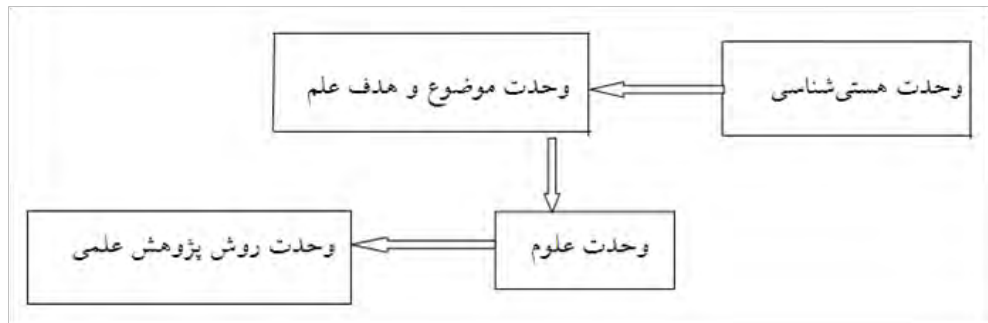 وحدت هستی‌شناسی
وحدت موضوع و هدف علم
وحدت علوم
وحدت روش پژوهش علمی